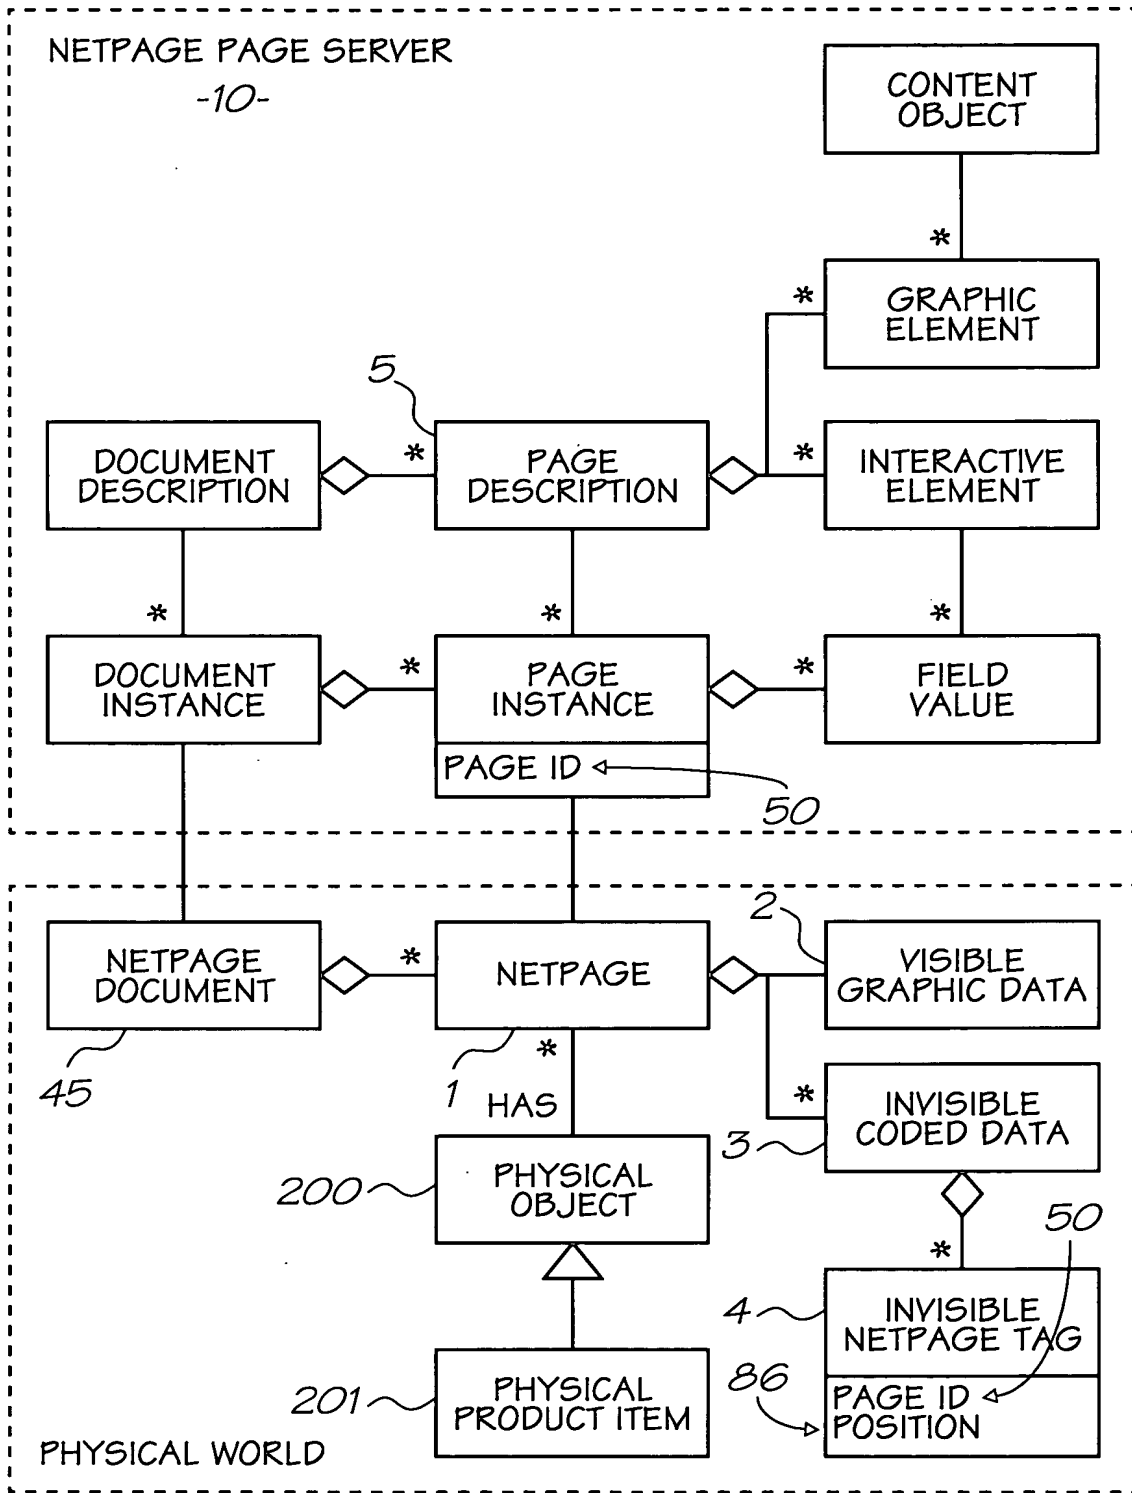 NETPAGE PAGE SERVER
-10-
CONTENT
OBJECT
*
GRAPHIC
ELEMENT
*
5
DOCUMENT
DESCRIPTION
*
PAGE
DESCRIPTION
*
INTERACTIVE
ELEMENT
*
*
*
DOCUMENT
INSTANCE
*
PAGE
INSTANCE
*
FIELD
VALUE
PAGE ID
50
NETPAGE
DOCUMENT
*
NETPAGE
2
VISIBLE
GRAPHIC DATA
45
1
*
HAS
*
INVISIBLE
CODED DATA
3
200
PHYSICAL
OBJECT
50
*
4
INVISIBLE
NETPAGE TAG
201
PHYSICAL
PRODUCT ITEM
86
PAGE ID
POSITION
PHYSICAL WORLD